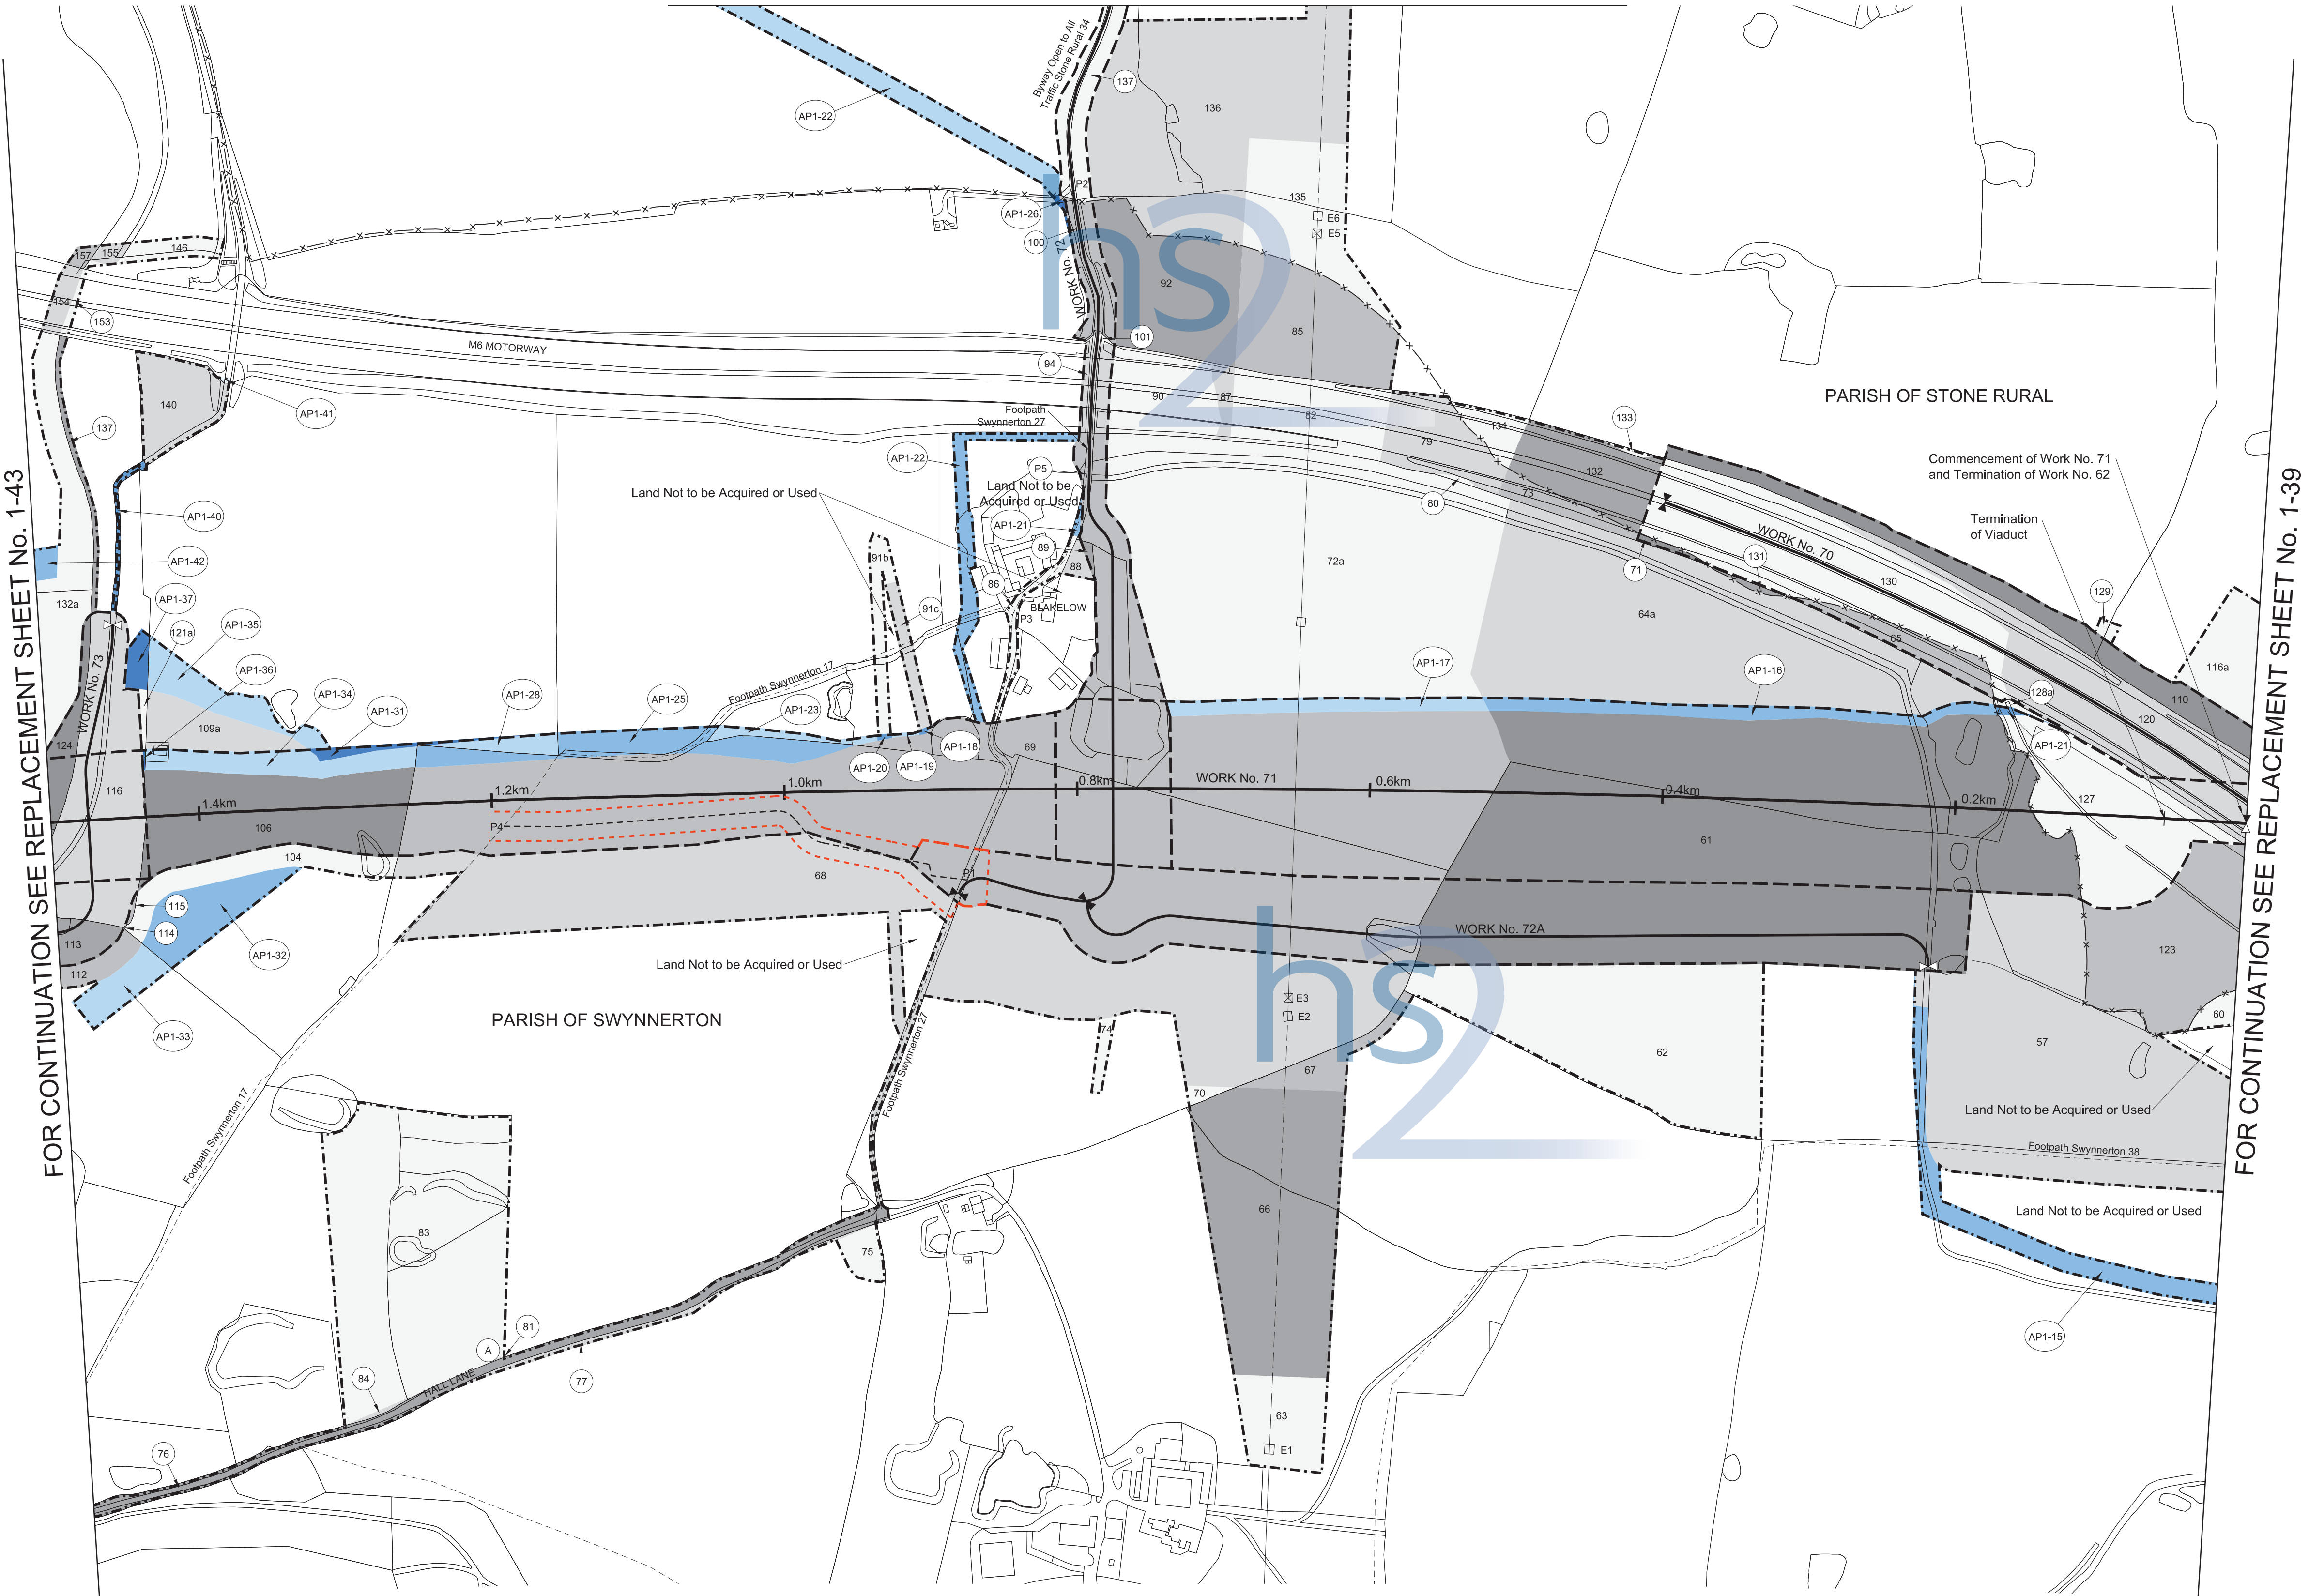 Byway Open to All
Traffic Stone Rural 34
137
136
AP1-22
P2
135
AP1-26
100
E6
E5
hs2
WORK No. 72
92
85
157
155
146
154
153
M6 MOTORWAY
101
94
90
87
82
PARISH OF STONE RURAL
140
AP1-41
137
Footpath
Swynnerton 27
133
134
79
132
Commencement of Work No. 71
and Termination of Work No. 62
FOR CONTINUATION SEE REPLACEMENT SHEET No. 1-43
FOR CONTINUATION SEE REPLACEMENT SHEET No. 1-39
AP1-22
P5
Land Not to be Acquired or Used
Land Not to be
Acquired or Used
AP1-21
73
80
Termination
of Viaduct
AP1-40
WORK No. 70
AP1-42
91b
89
88
86
72a
71
131
130
129
132a
AP1-37
121a
AP1-35
91c
BLAKELOW
P3
64a
65
AP1-36
AP1-34
AP1-31
AP1-28
AP1-25
Footpath Swynnerton 17
AP1-23
AP1-17
AP1-16
116a
128a
110
120
WORK No. 73
109a
124
AP1-20
AP1-19
AP1-18
69
AP1-21
116
1.4km
1.2km
1.0km
0.8km
WORK No. 71
0.6km
0.4km
0.2km
127
106
P4
61
104
68
P1
115
114
113
112
AP1-32
AP1-33
WORK No. 72A
123
Land Not to be Acquired or Used
PARISH OF SWYNNERTON
hs2
E3
E2
60
57
74
62
67
70
Footpath Swynnerton 27
Footpath Swynnerton 17
Land Not to be Acquired or Used
Footpath Swynnerton 38
66
Land Not to be Acquired or Used
83
75
81
A
77
84
HALL LANE
AP1-15
63
E1
76